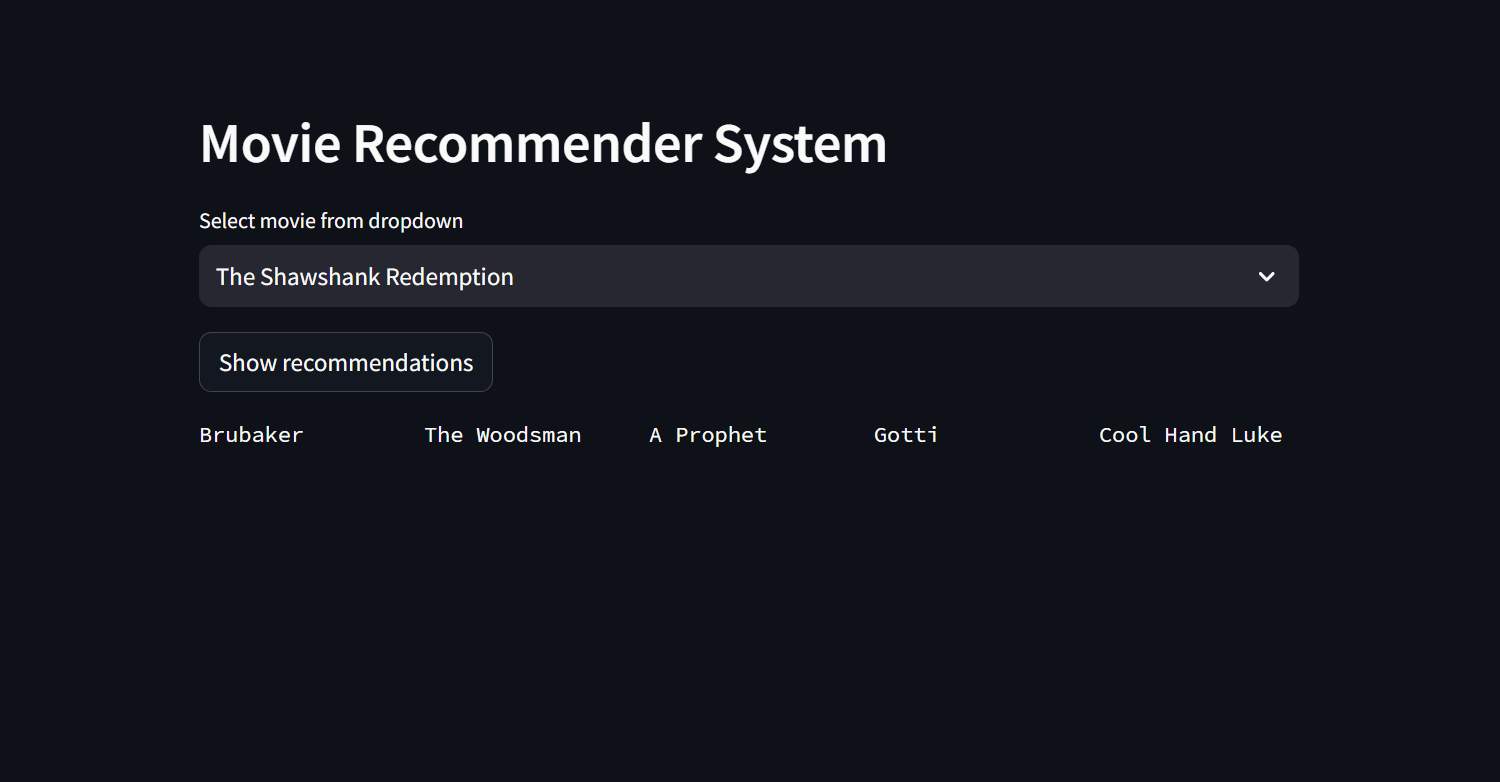 Movie Recommender System
Select movie from dropdown
The Shawshank Redemption
Show recommendations
Brubaker The Woodsman A Prophet Gotti Cool Hand Luke